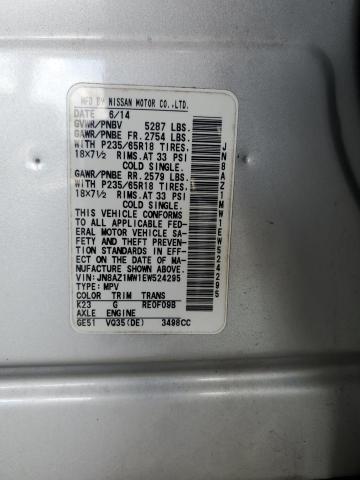 MFD BY NISSAN MOTOR CO.,LTD.
DATE 6/14
GVWR/PNBV 5287 LBS.
GAWR/PNBE FR. 2754 LBS.
WITH P235/65R18 TIRES.
18×7½ RIMS.AT 33 PSI
COLD SINGLE.
GAWR/PNBE RR. 2579 LBS.
WITH P235/65R18 TIRES.
18×7½ RIMS.AT 33 PSI
COLD SINGLE.
THIS VEHICLE CONFORMS
TO ALL APPLICABLE FED-
ERAL MOTOR VEHICLE SA-
FETY AND THEFT PREVEN-
TION STANDARDS IN EFF-
ECT ON THE DATE OF MA-
NUFACTURE SHOWN ABOVE.
VIN:JN8AZ1MW1EW524295
TYPE: MPV
COLOR TRIM TRANS
K23 G RE0F09B
AXLE ENGINE
GE51 VQ35(DE) 3498CC
JN8AZ1MW1EW524295